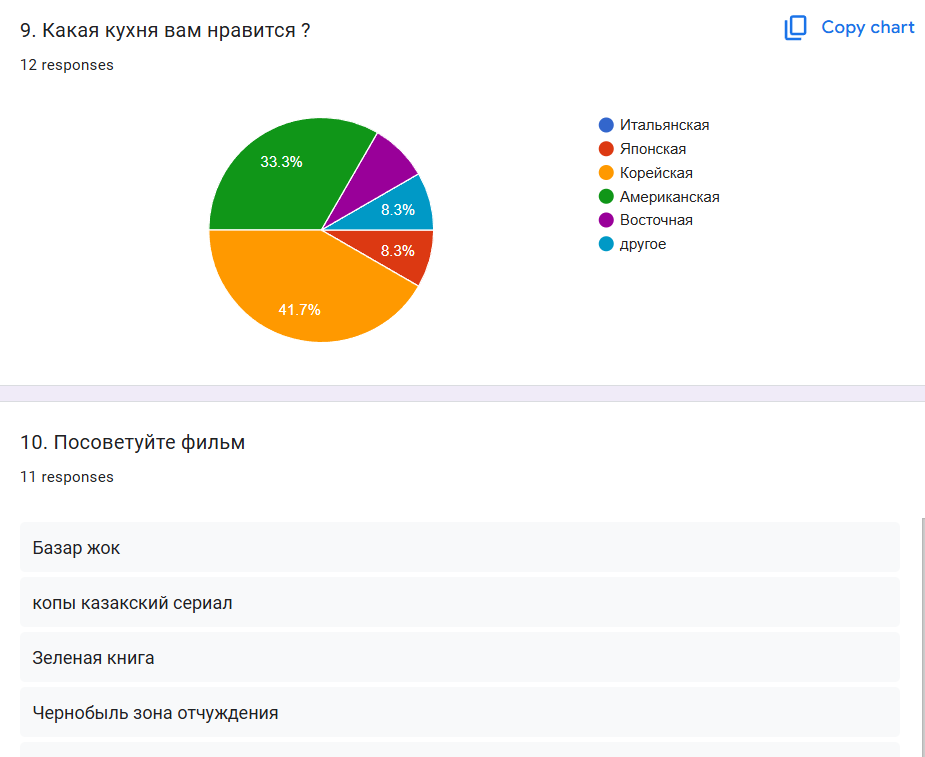 9. Какая кухня вам нравится ?
Copy chart
12 responses
33.3%
8.3%
8.3%
41.7%
Итальянская
Японская
Корейская
Американская
Восточная
другое
10. Посоветуйте фильм
11 responses
Базар жок
копы казакский сериал
Зеленая книга
Чернобыль зона отчуждения